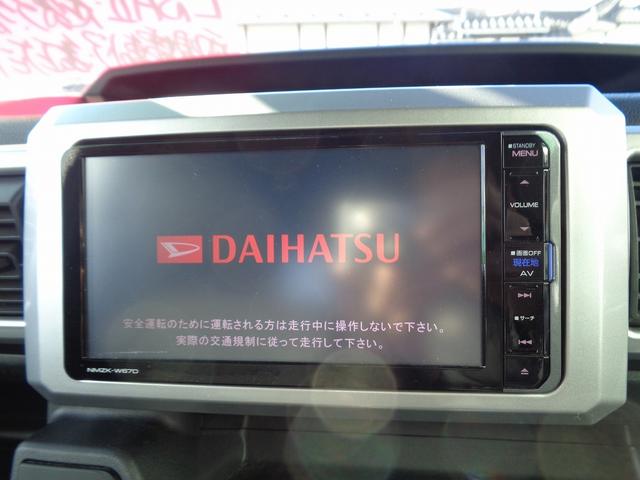 DAIHATSU
安全運転のために運転される方は走行中に操作しないで下さい。
実際の交通規制に従って走行して下さい。
NMZK-W67D
STANDBY
MENU
VOLUME
画面OFF
現在地
AV
サーチ